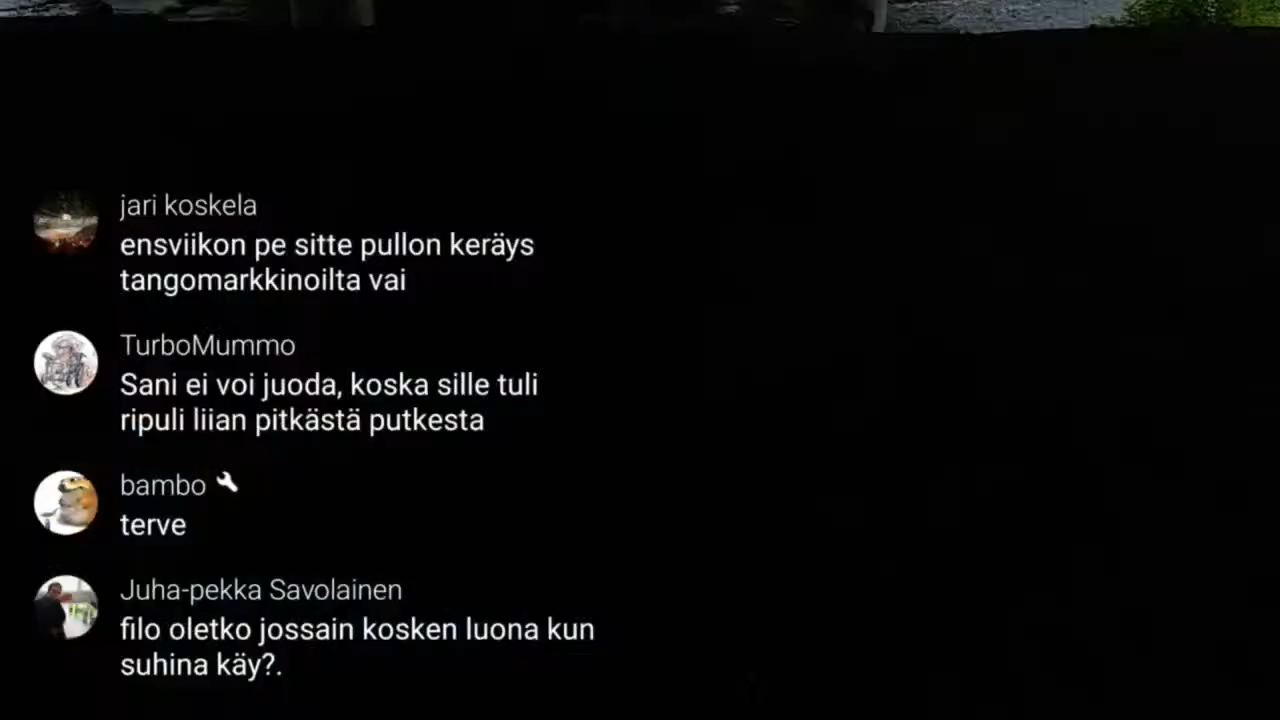 jari koskela
ensviikon pe sitte pullon keräys
tangomarkkinoilta vai
TurboMummo
Sani ei voi juoda, koska sille tuli
ripuli liian pitkästä putkesta
bambo
terve
Juha-pekka Savolainen
filo oletko jossain kosken luona kun
suhina käy?.